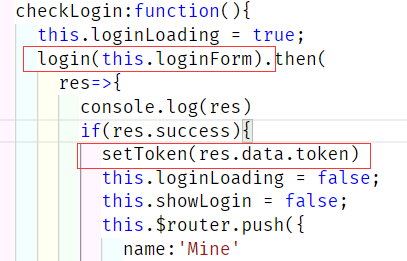 checkLogin:function(){
this.loginLoading = true;
login(this.loginForm).then(
res=>{
console.log(res)
if(res.success){
setToken(res.data.token)
this.loginLoading = false;
this.showLogin = false;
this.$router.push({
name:'Mine'